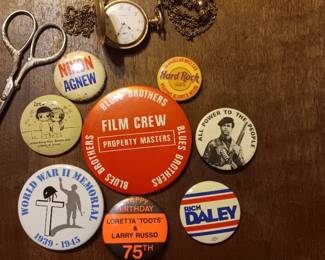 NIXON
AGNEW
Hard Rock
BLUES BROTHERS
FILM CREW
PROPERTY MASTERS
BLUES BROTHERS
BLUES BROTHERS
ALL POWER TO THE PEOPLE
WORLD WAR II MEMORIAL
1939 - 1945
HAPPY
BIRTHDAY
LORETTA "TOOTS"
&
LARRY RUSSO
75TH
RICH
DALEY